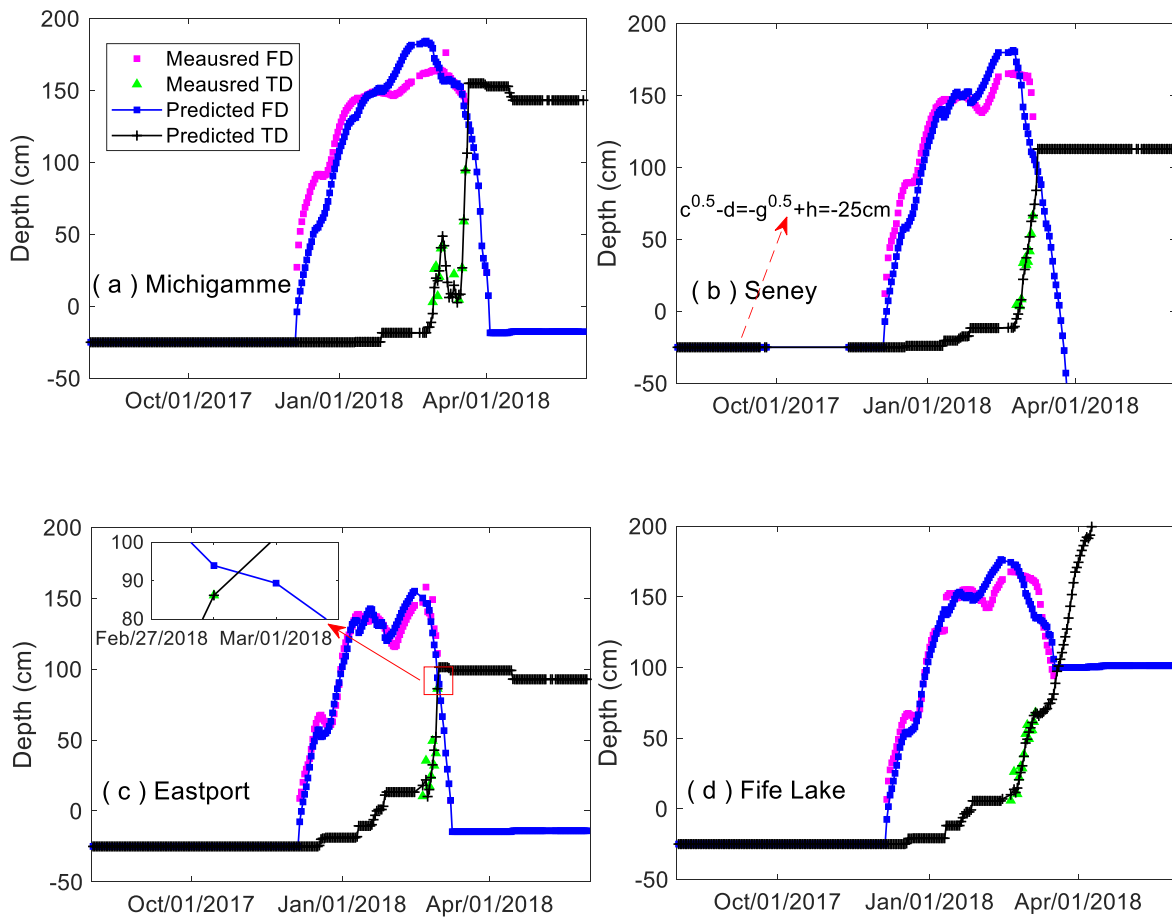 200
150
100
50
0
-50
Depth (cm)
Meausred FD
Meausred TD
Predicted FD
Predicted TD
( a ) Michigamme
Oct/01/2017
Jan/01/2018
Apr/01/2018
200
150
100
50
0
-50
Depth (cm)
c^0.5-d=-g^0.5+h=-25cm
( b ) Seney
Oct/01/2017
Jan/01/2018
Apr/01/2018
200
150
100
50
0
-50
Depth (cm)
100
90
80
Feb/27/2018
Mar/01/2018
( c ) Eastport
Oct/01/2017
Jan/01/2018
Apr/01/2018
200
150
100
50
0
-50
Depth (cm)
( d ) Fife Lake
Oct/01/2017
Jan/01/2018
Apr/01/2018